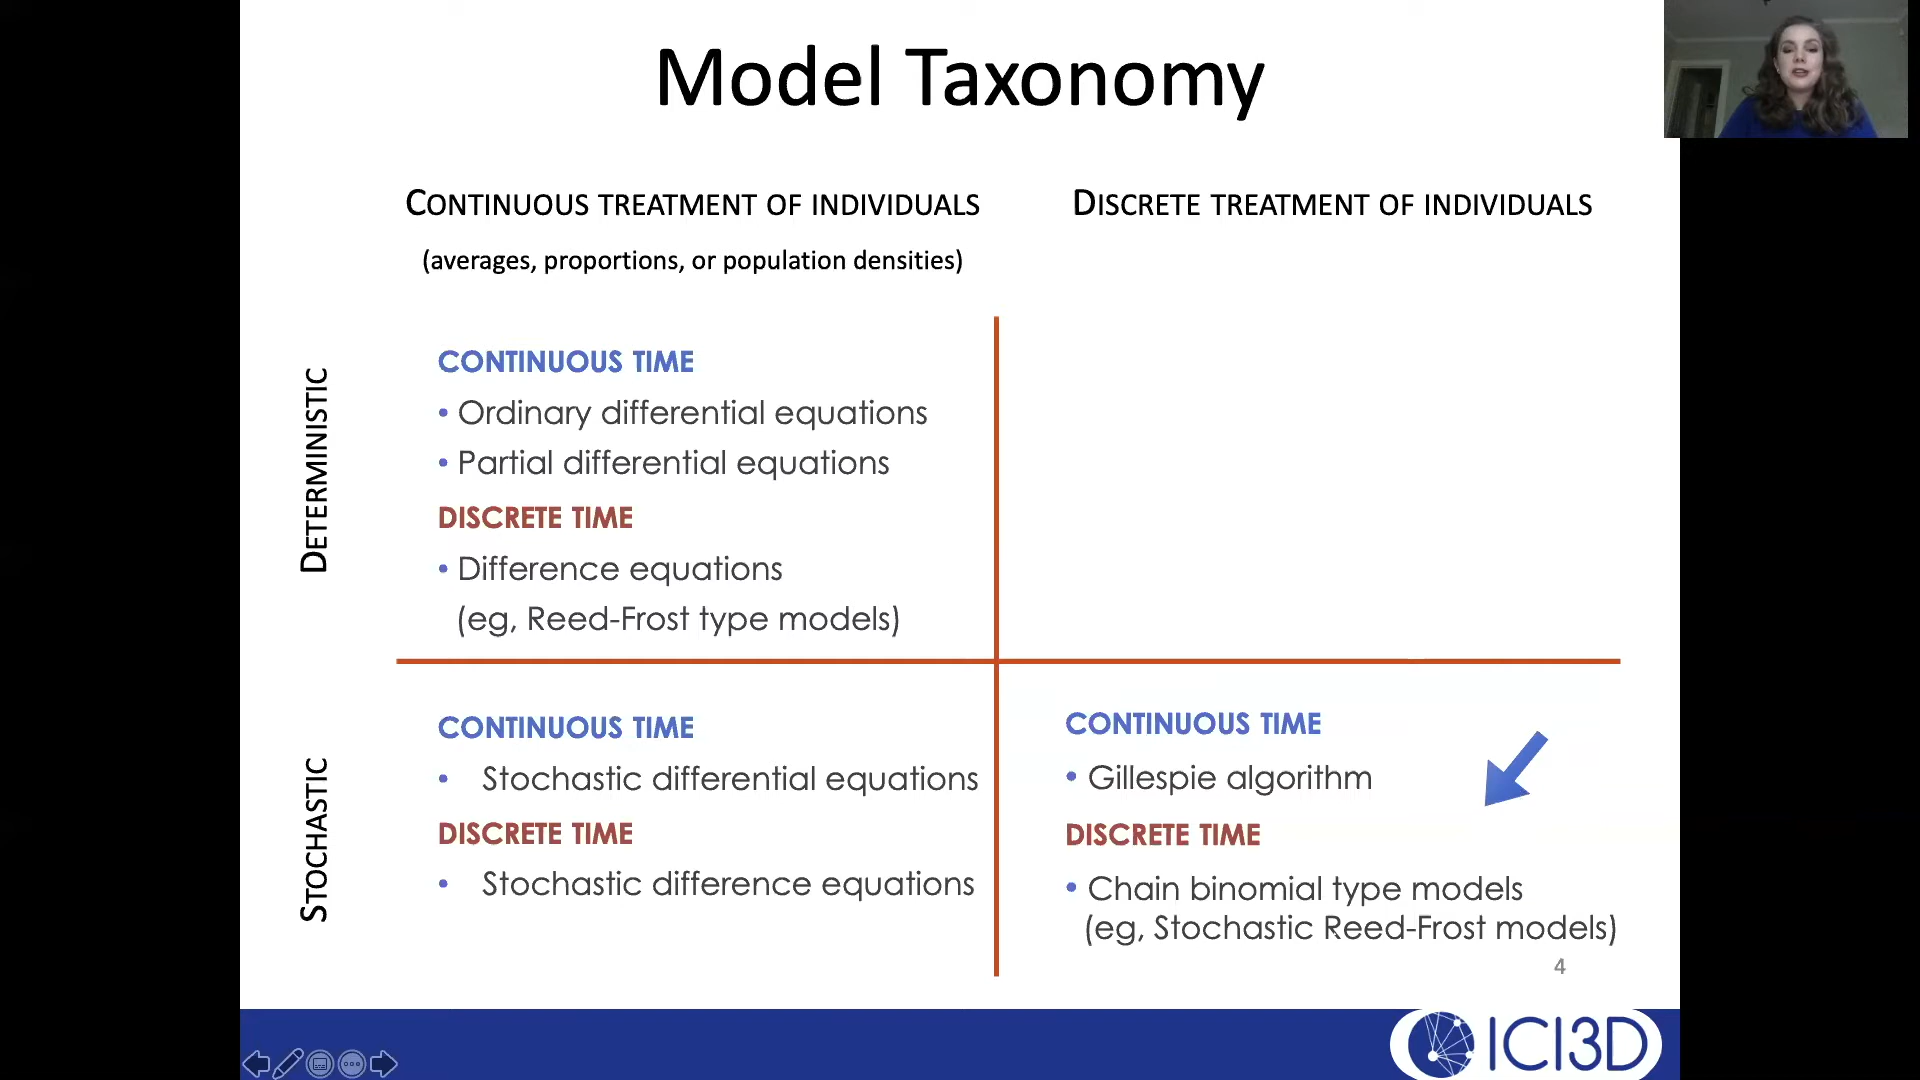 Model Taxonomy
CONTINUOUS TREATMENT OF INDIVIDUALS
(averages, proportions, or population densities)
DISCRETE TREATMENT OF INDIVIDUALS
DETERMINISTIC
CONTINUOUS TIME
• Ordinary differential equations
• Partial differential equations
DISCRETE TIME
• Difference equations
(eg, Reed-Frost type models)
STOCHASTIC
CONTINUOUS TIME
• Stochastic differential equations
DISCRETE TIME
• Stochastic difference equations
CONTINUOUS TIME
• Gillespie algorithm
DISCRETE TIME
• Chain binomial type models
(eg, Stochastic Reed-Frost models)
4
ICI3D